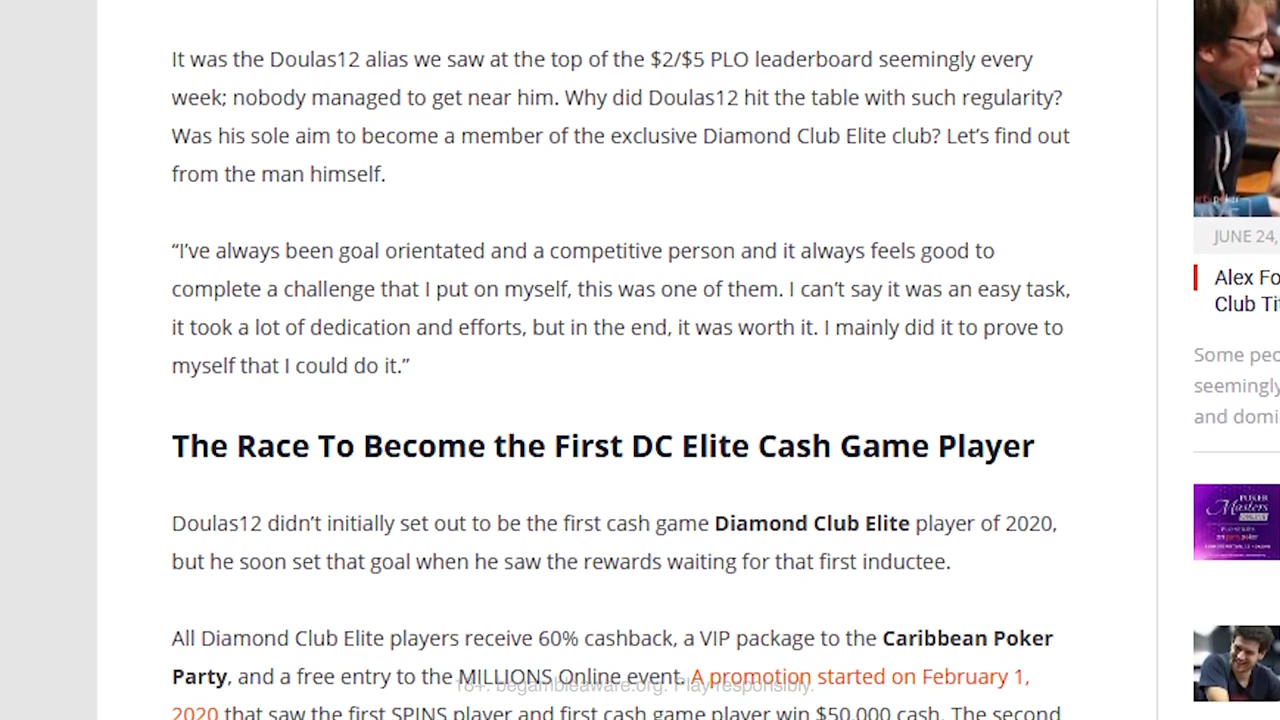 It was the Doulas12 alias we saw at the top of the $2/$5 PLO leaderboard seemingly every
week; nobody managed to get near him. Why did Doulas12 hit the table with such regularity?
Was his sole aim to become a member of the exclusive Diamond Club Elite club? Let’s find out
from the man himself.
“I’ve always been goal orientated and a competitive person and it always feels good to
complete a challenge that I put on myself, this was one of them. I can’t say it was an easy task,
it took a lot of dedication and efforts, but in the end, it was worth it. I mainly did it to prove to
myself that I could do it.”
The Race To Become the First DC Elite Cash Game Player
Doulas12 didn’t initially set out to be the first cash game Diamond Club Elite player of 2020,
but he soon set that goal when he saw the rewards waiting for that first inductee.
All Diamond Club Elite players receive 60% cashback, a VIP package to the Caribbean Poker
Party, and a free entry to the MILLIONS Online event. A promotion started on February 1,
18+. begambleaware.org. Play responsibly.
2020 that saw the first SPINS player and first cash game player win $50,000 cash. The second
JUNE 24,
Alex Fo
Club Ti
Some peo
seemingly
and domi
POKER
Masters